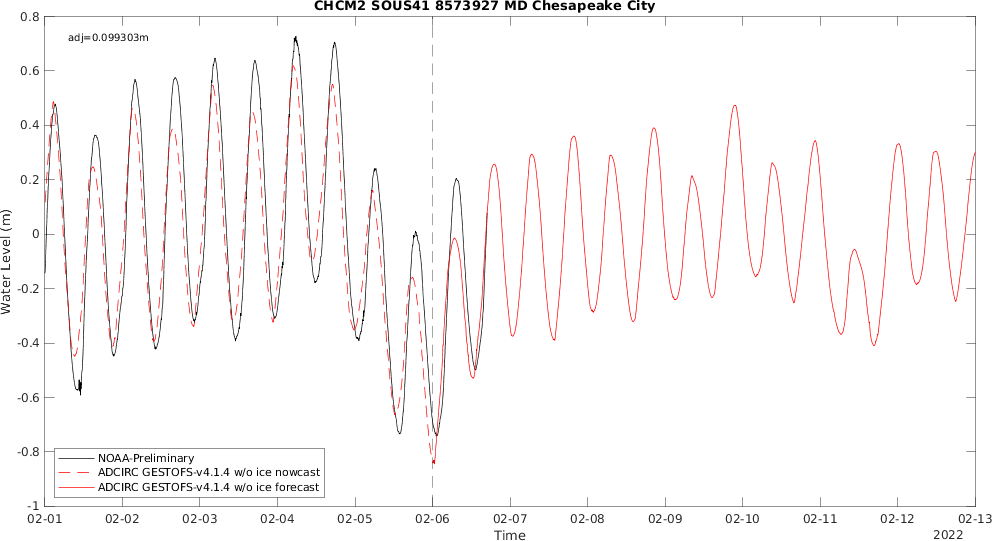 CHCM2 SOUS41 8573927 MD Chesapeake City
adj=0.099303m
0.8
0.6
0.4
0.2
0
-0.2
-0.4
-0.6
-0.8
-1
Water Level (m)
NOAA-Preliminary
ADCIRC GESTOFS-v4.1.4 w/o ice nowcast
ADCIRC GESTOFS-v4.1.4 w/o ice forecast
02-01 02-02 02-03 02-04 02-05 02-06 02-07 02-08 02-09 02-10 02-11 02-12 02-13
Time
2022